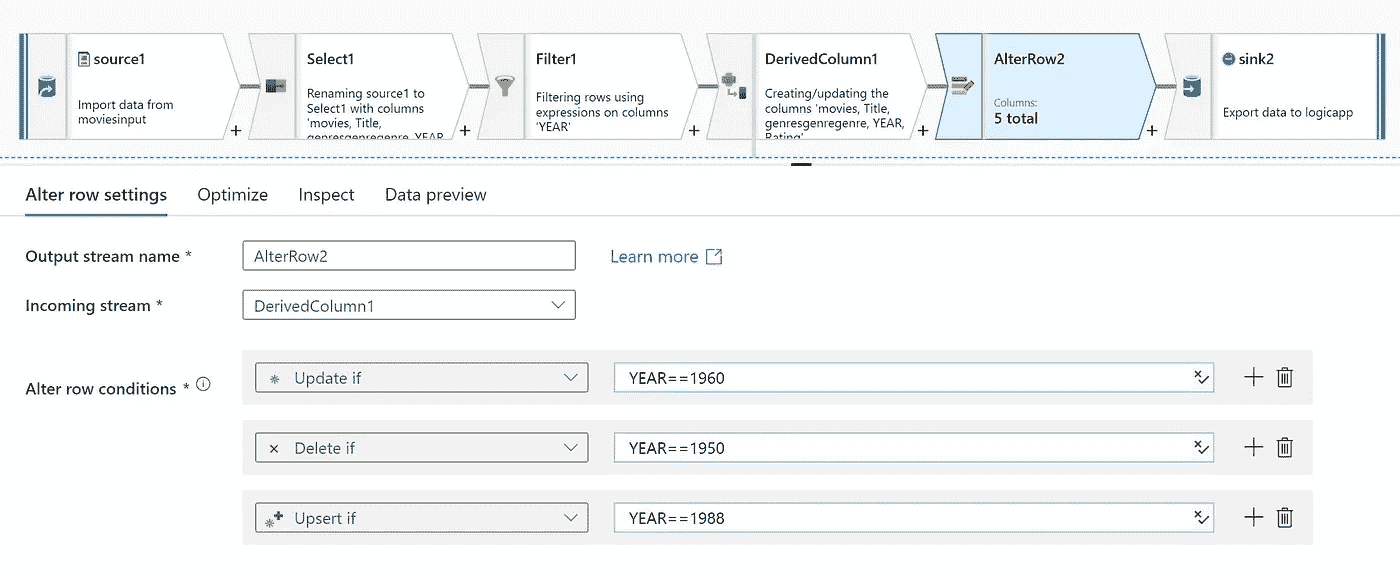 source1
Import data from
moviesinput
Select1
Renaming source1 to
Select1 with columns
'movies, Title,
genresgenregenre, YEAR,
Filter1
Filtering rows using
expressions on columns
'YEAR'
DerivedColumn1
Creating/updating the
columns 'movies, Title,
genresgenregenre, YEAR,
Rating'
AlterRow2
Columns:
5 total
sink2
Export data to logicapp
Alter row settings Optimize Inspect Data preview
Output stream name * AlterRow2 Learn more
Incoming stream * DerivedColumn1
Alter row conditions * Update if YEAR==1960
Delete if YEAR==1950
Upsert if YEAR==1988